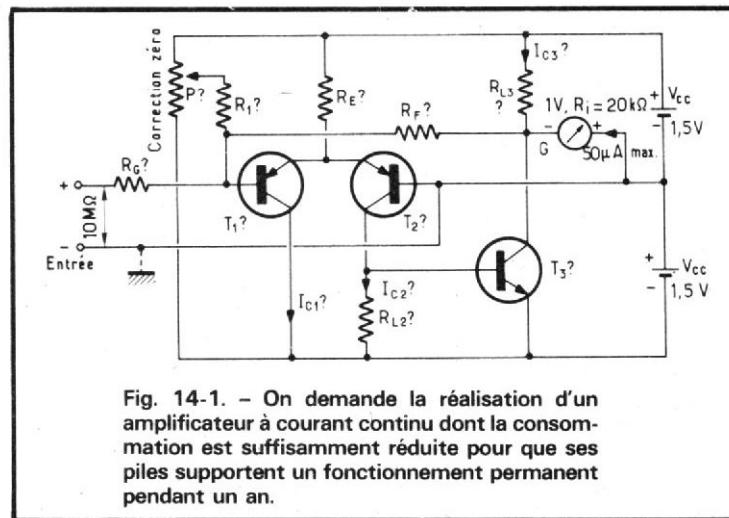 Correction zéro
P?
R1?
RE?
IC3?
RL3
?
1V, Ri = 20kΩ
+
VCC
-
1,5V
RF?
-
+
G
50µA max.
RG?
+
10MΩ
-
Entrée
T1?
T2?
T3?
IC1?
IC2?
RL2?
+
VCC
-
1,5 V
Fig. 14-1. – On demande la réalisation d'un
amplificateur à courant continu dont la consom-
mation est suffisamment réduite pour que ses
piles supportent un fonctionnement permanent
pendant un an.